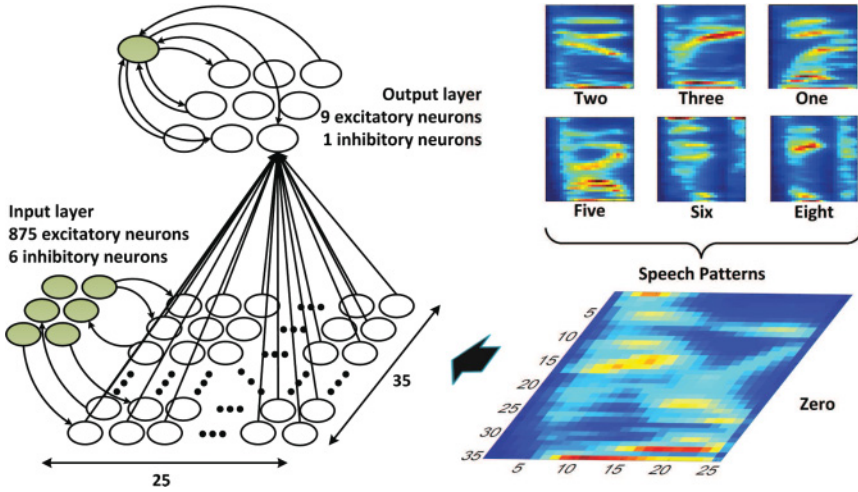 Output layer
9 excitatory neurons
1 inhibitory neurons
Input layer
875 excitatory neurons
6 inhibitory neurons
35
25
Two Three One
Five Six Eight
Speech Patterns
5
10
15
20
25
30
35
5 10 15 20 25
Zero